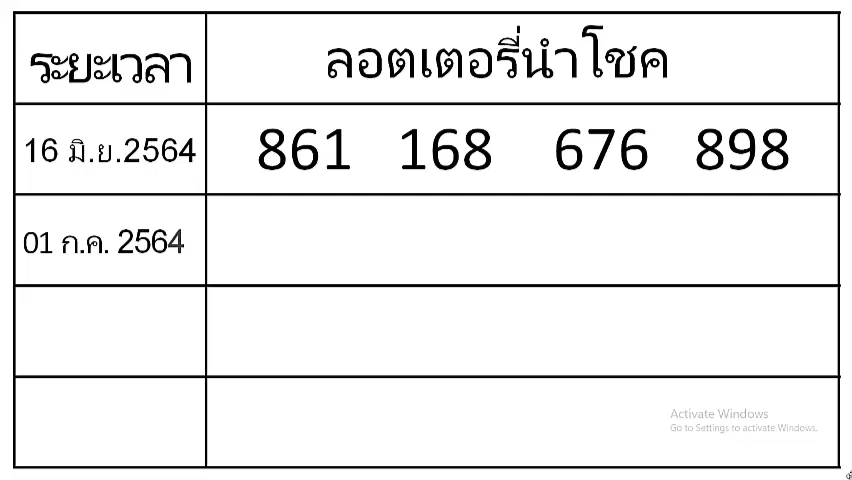 ระยะเวลา ลอตเตอรี่นำโชค
16 มิ.ย.2564 861 168 676 898
01 ก.ค. 2564
Activate Windows
Go to Settings to activate Windows.